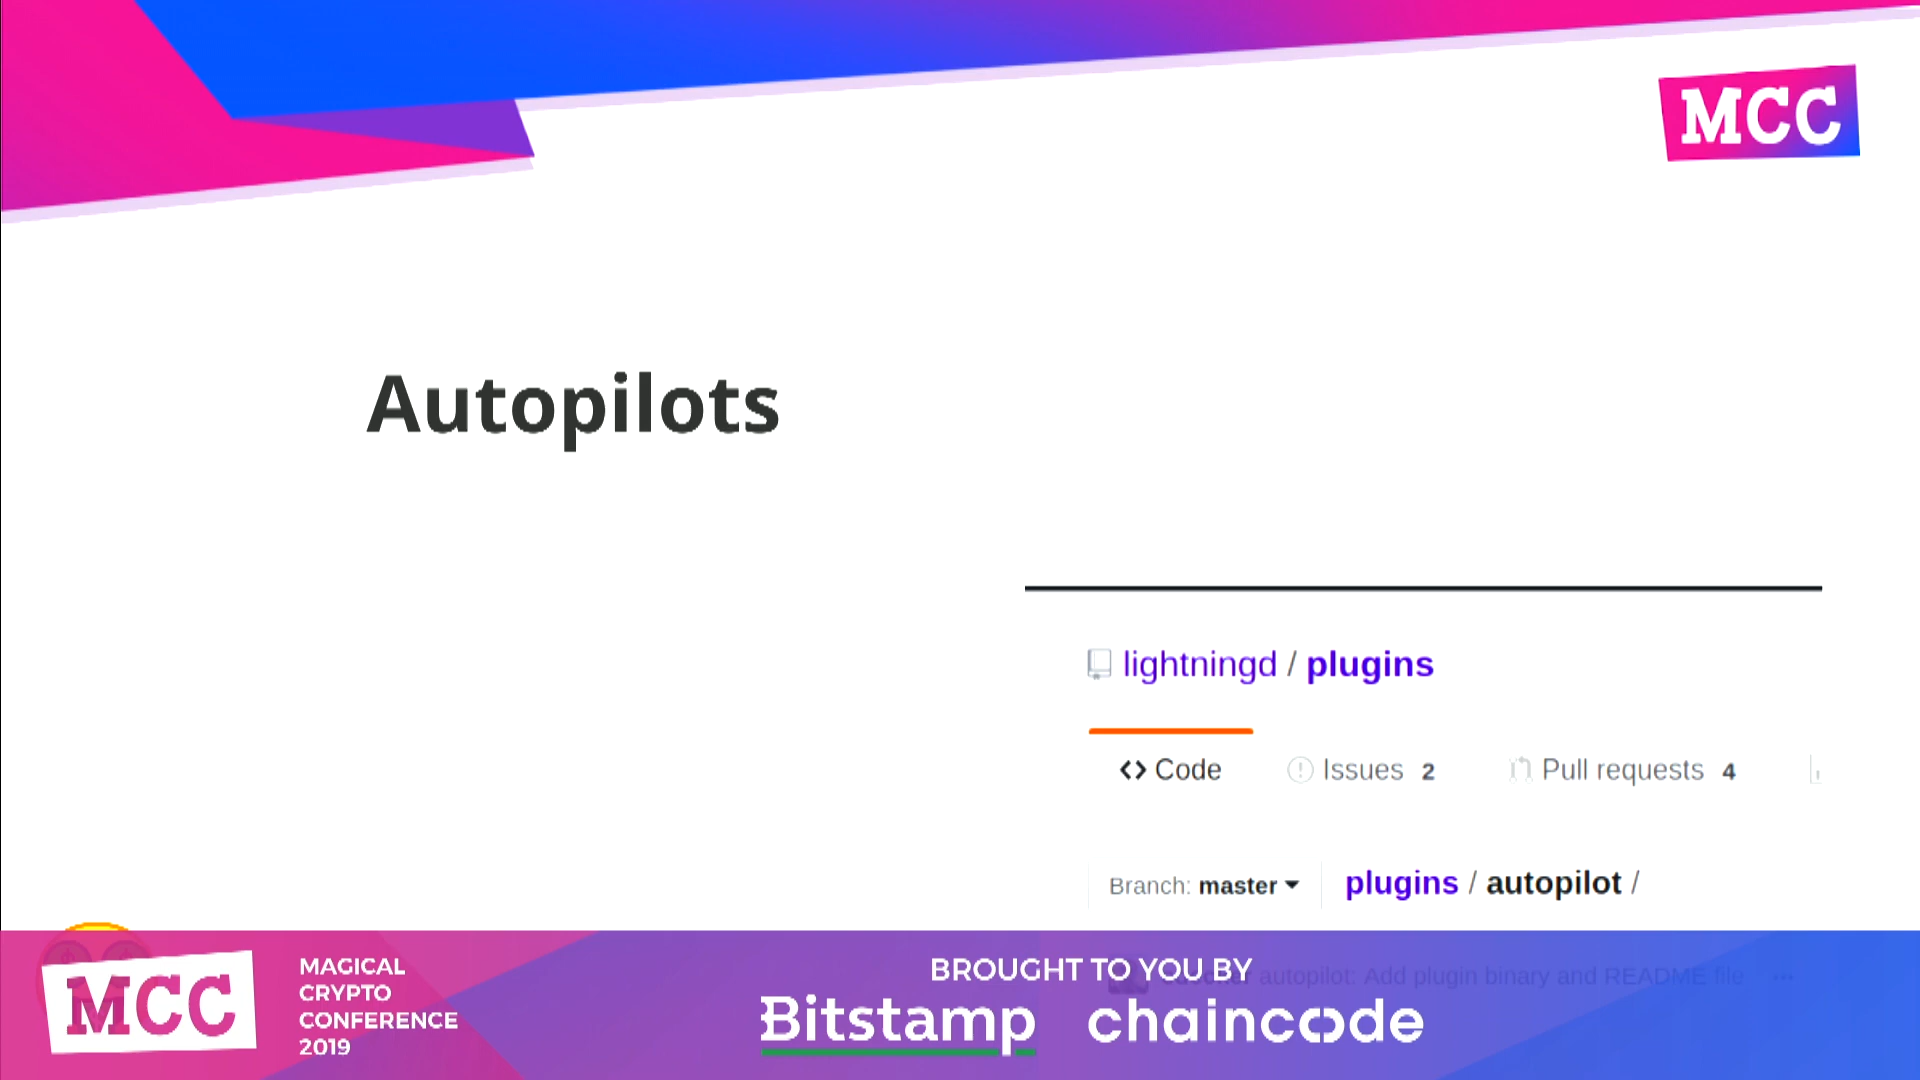 MCC
Autopilots
lightningd / plugins
Code Issues 2 Pull requests 4
Branch: master plugins / autopilot /
autopilot: Add plugin binary and README file ...
MCC
MAGICAL
CRYPTO
CONFERENCE
2019
BROUGHT TO YOU BY
Bitstamp chaincode